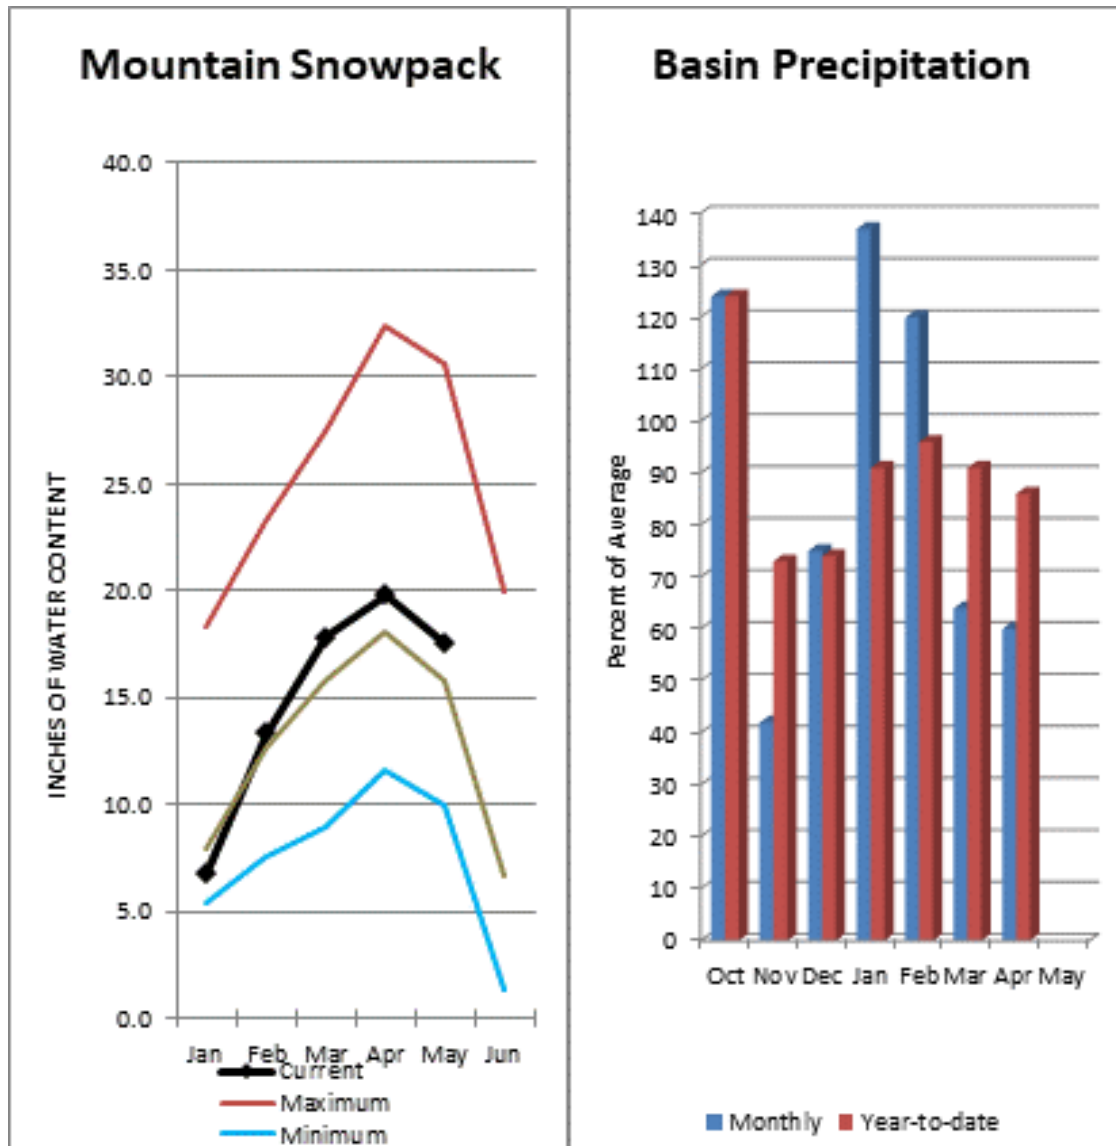 Mountain Snowpack
40.0
35.0
30.0
25.0
20.0
15.0
10.0
5.0
0.0
INCHES OF WATER CONTENT
Jan Feb Mar Apr May Jun
Current
Maximum
Minimum
Basin Precipitation
140
130
120
110
100
90
80
70
60
50
40
30
20
10
0
Percent of Average
Oct Nov Dec Jan Feb Mar Apr May
Monthly Year-to-date